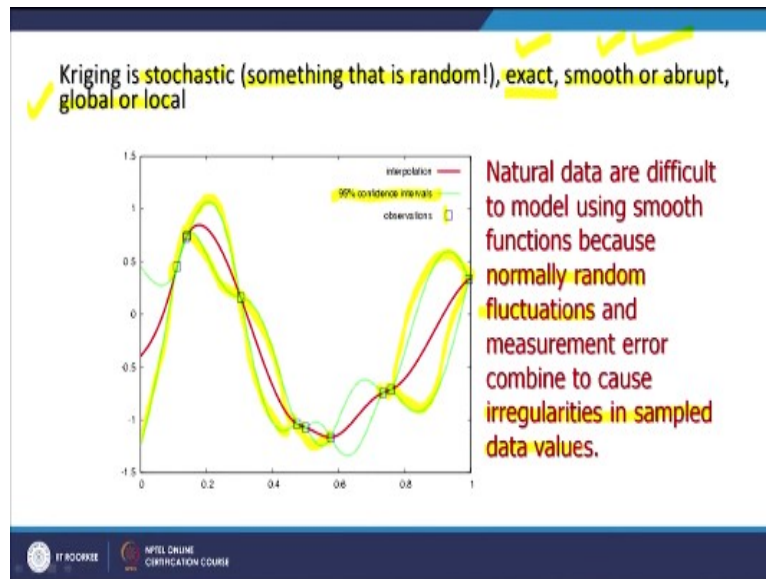 Kriging is stochastic (something that is random!), exact, smooth or abrupt,
global or local
1.5
1
0.5
0
-0.5
-1
-1.5
0
0.2
0.4
0.6
0.8
1
interpolation
95% confidence intervals
observations
Natural data are difficult
to model using smooth
functions because
normally random
fluctuations and
measurement error
combine to cause
irregularities in sampled
data values.
IT ROORKEE
NPTEL ONLINE
CERTIFICATION COURSE